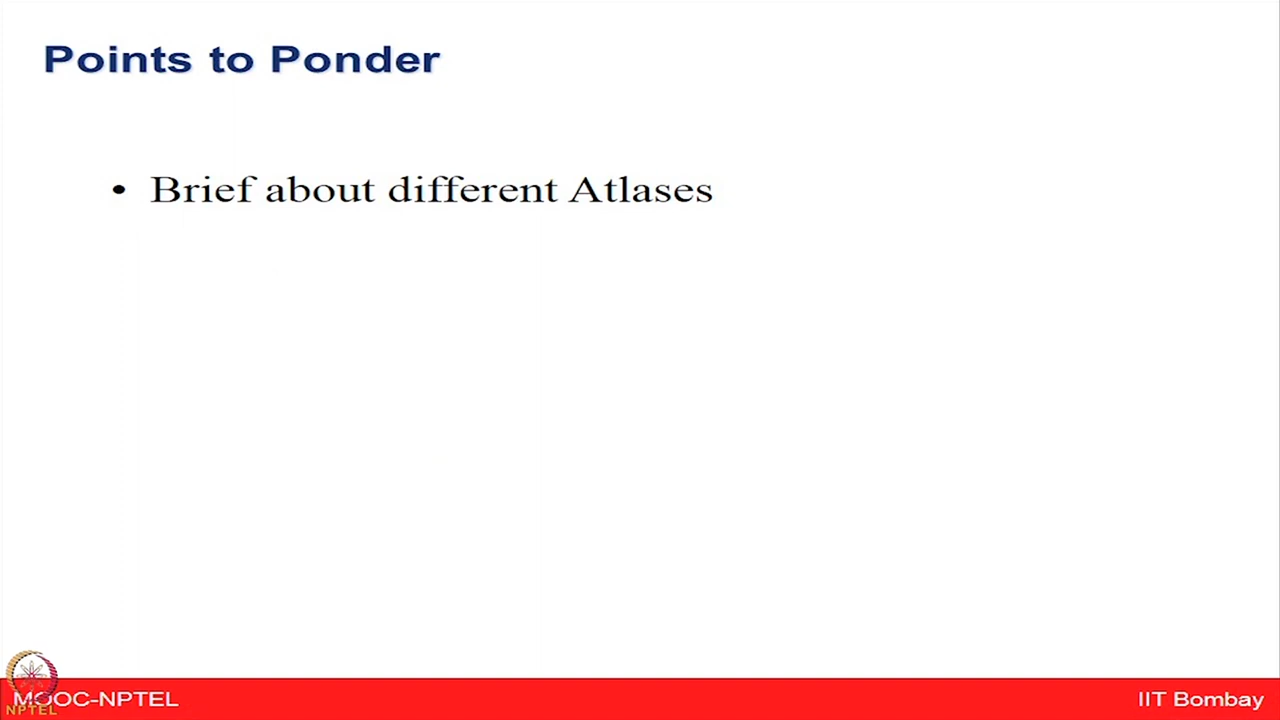 Points to Ponder
• Brief about different Atlases
MOOC-NPTEL
NPTEL
IIT Bombay